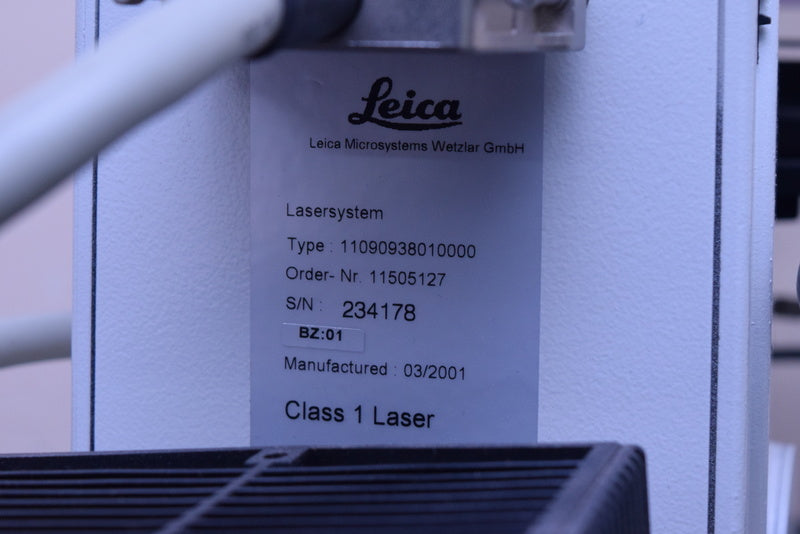 Leica
Leica Microsystems Wetzlar GmbH
Lasersystem
Type : 11090938010000
Order- Nr. 11505127
S/N : 234178
BZ:01
Manufactured : 03/2001
Class 1 Laser